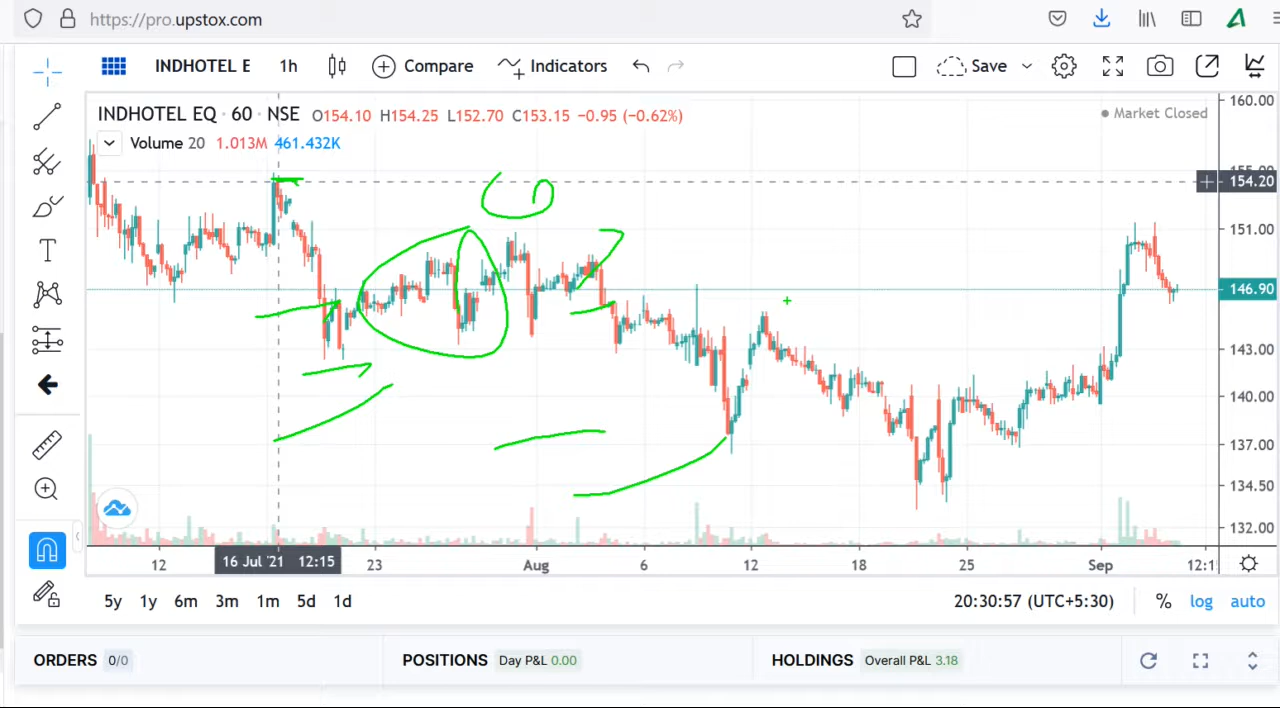 https://pro.upstox.com
INDHOTEL E 1h Compare Indicators Save
INDHOTEL EQ · 60 · NSE O154.10 H154.25 L152.70 C153.15 −0.95 (−0.62%)
Market Closed
Volume 20 1.013M 461.432K
160.00
155.00
154.20
151.00
146.90
143.00
140.00
137.00
134.50
132.00
12 16 Jul '21 12:15 23 Aug 6 12 18 25 Sep 12:1
5y 1y 6m 3m 1m 5d 1d 20:30:57 (UTC+5:30) % log auto
ORDERS 0/0 POSITIONS Day P&L 0.00 HOLDINGS Overall P&L 3.18